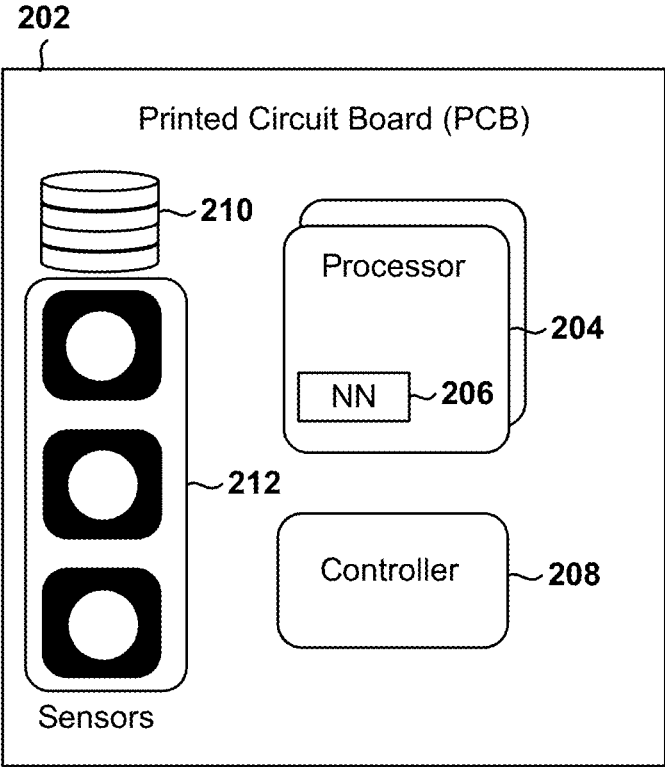 202
Printed Circuit Board (PCB)
210
Processor
204
NN
206
212
Controller
208
Sensors